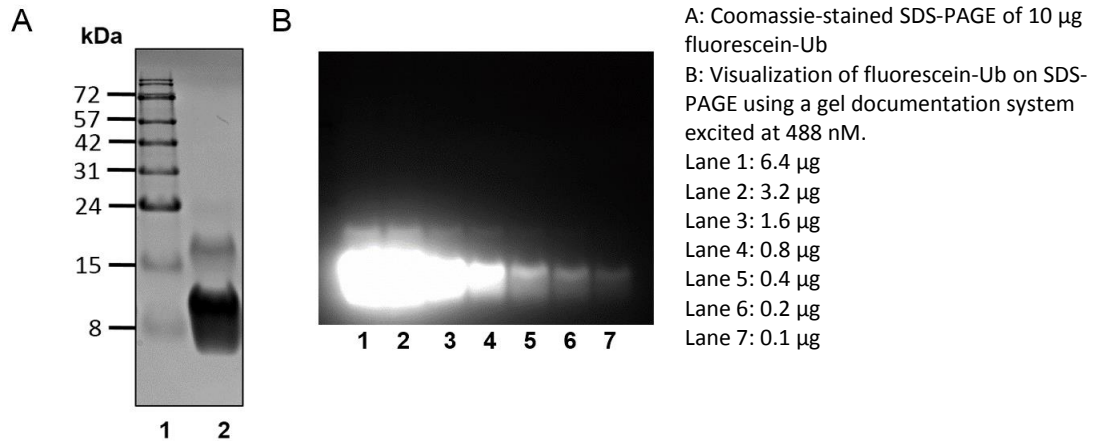 A
kDa
72
57
42
31
24
15
8
1 2
B
1 2 3 4 5 6 7
A: Coomassie-stained SDS-PAGE of 10 µg
fluorescein-Ub
B: Visualization of fluorescein-Ub on SDS-
PAGE using a gel documentation system
excited at 488 nM.
Lane 1: 6.4 µg
Lane 2: 3.2 µg
Lane 3: 1.6 µg
Lane 4: 0.8 µg
Lane 5: 0.4 µg
Lane 6: 0.2 µg
Lane 7: 0.1 µg